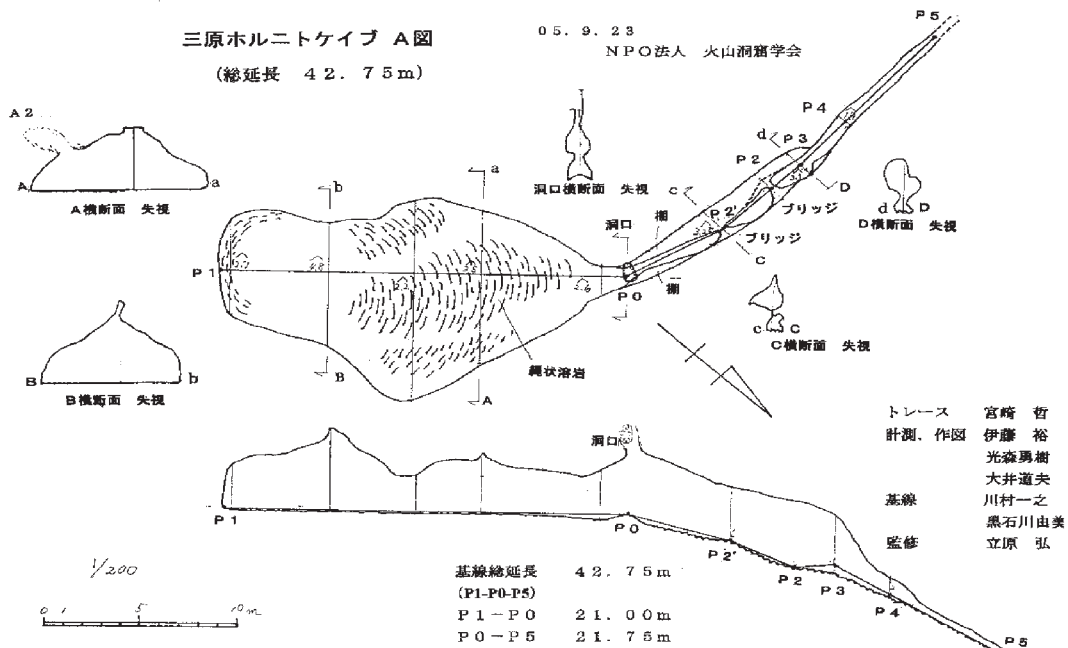 三原ホルニトケイブ A図
(総延長 42.75m)
05.9.23
NPO法人 火山洞窟学会
P5
P4
P3
d
P2
D
ブリッジ
P2'
c
ブリッジ
C
棚
洞口
棚
P0
A2
A
a
A横断面 矢視
洞口横断面 矢視
d D
D横断面 矢視
c C
C横断面 矢視
B
b
B横断面 矢視
b
a
P1
B
A
縄状溶岩
トレース 宮崎 哲
計測、作図 伊藤 裕
光森勇樹
大井道夫
基線 川村一之
黒石川由美
監修 立原 弘
洞口
P1
P0
P2'
P2
P3
P4
P5
1/200
0 1 5 10m
基線総延長 42.75m
(P1-P0-P5)
P1-P0 21.00m
P0-P5 21.75m